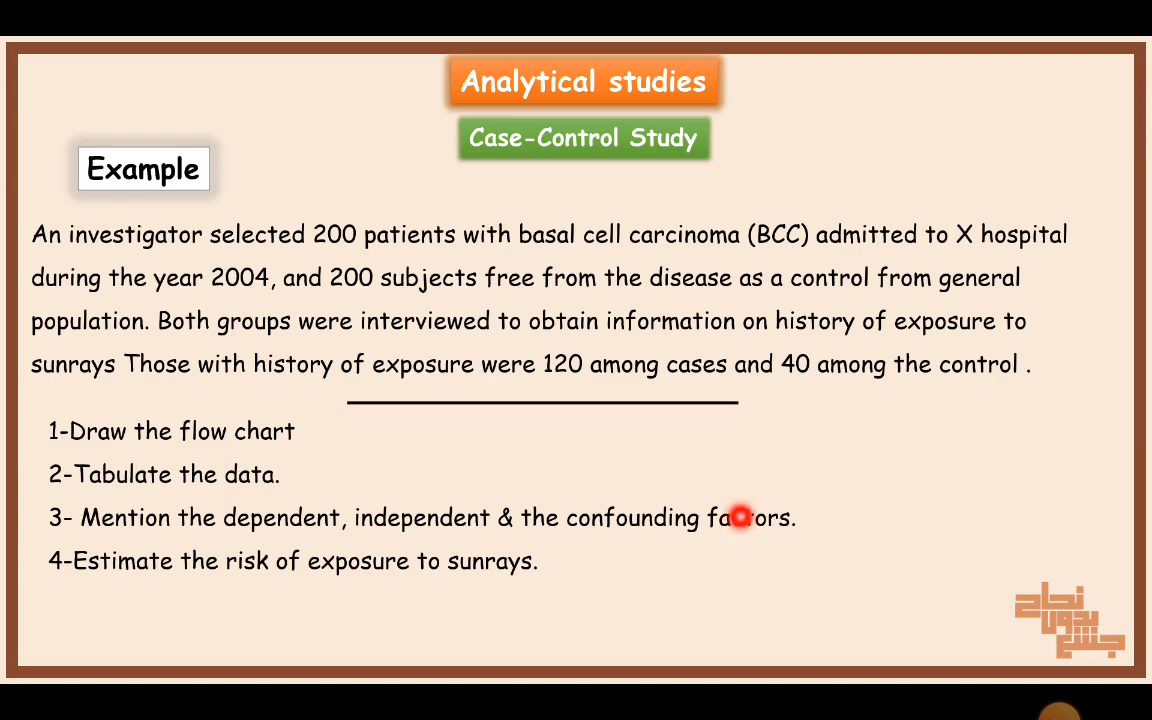 Analytical studies
Case-Control Study
Example
An investigator selected 200 patients with basal cell carcinoma (BCC) admitted to X hospital
during the year 2004, and 200 subjects free from the disease as a control from general
population. Both groups were interviewed to obtain information on history of exposure to
sunrays Those with history of exposure were 120 among cases and 40 among the control .
1-Draw the flow chart
2-Tabulate the data.
3- Mention the dependent, independent & the confounding factors.
4-Estimate the risk of exposure to sunrays.
نجاح
بدون
جشع